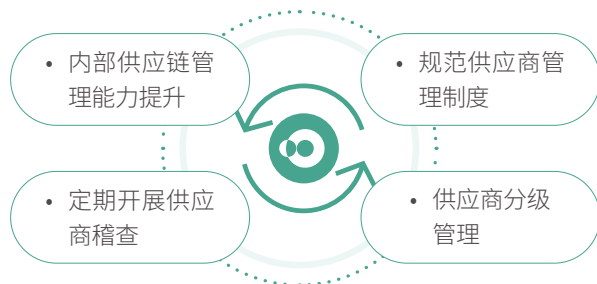 • 内部供应链管
理能力提升
• 规范供应商管
理制度
• 定期开展供应
商稽查
• 供应商分级
管理